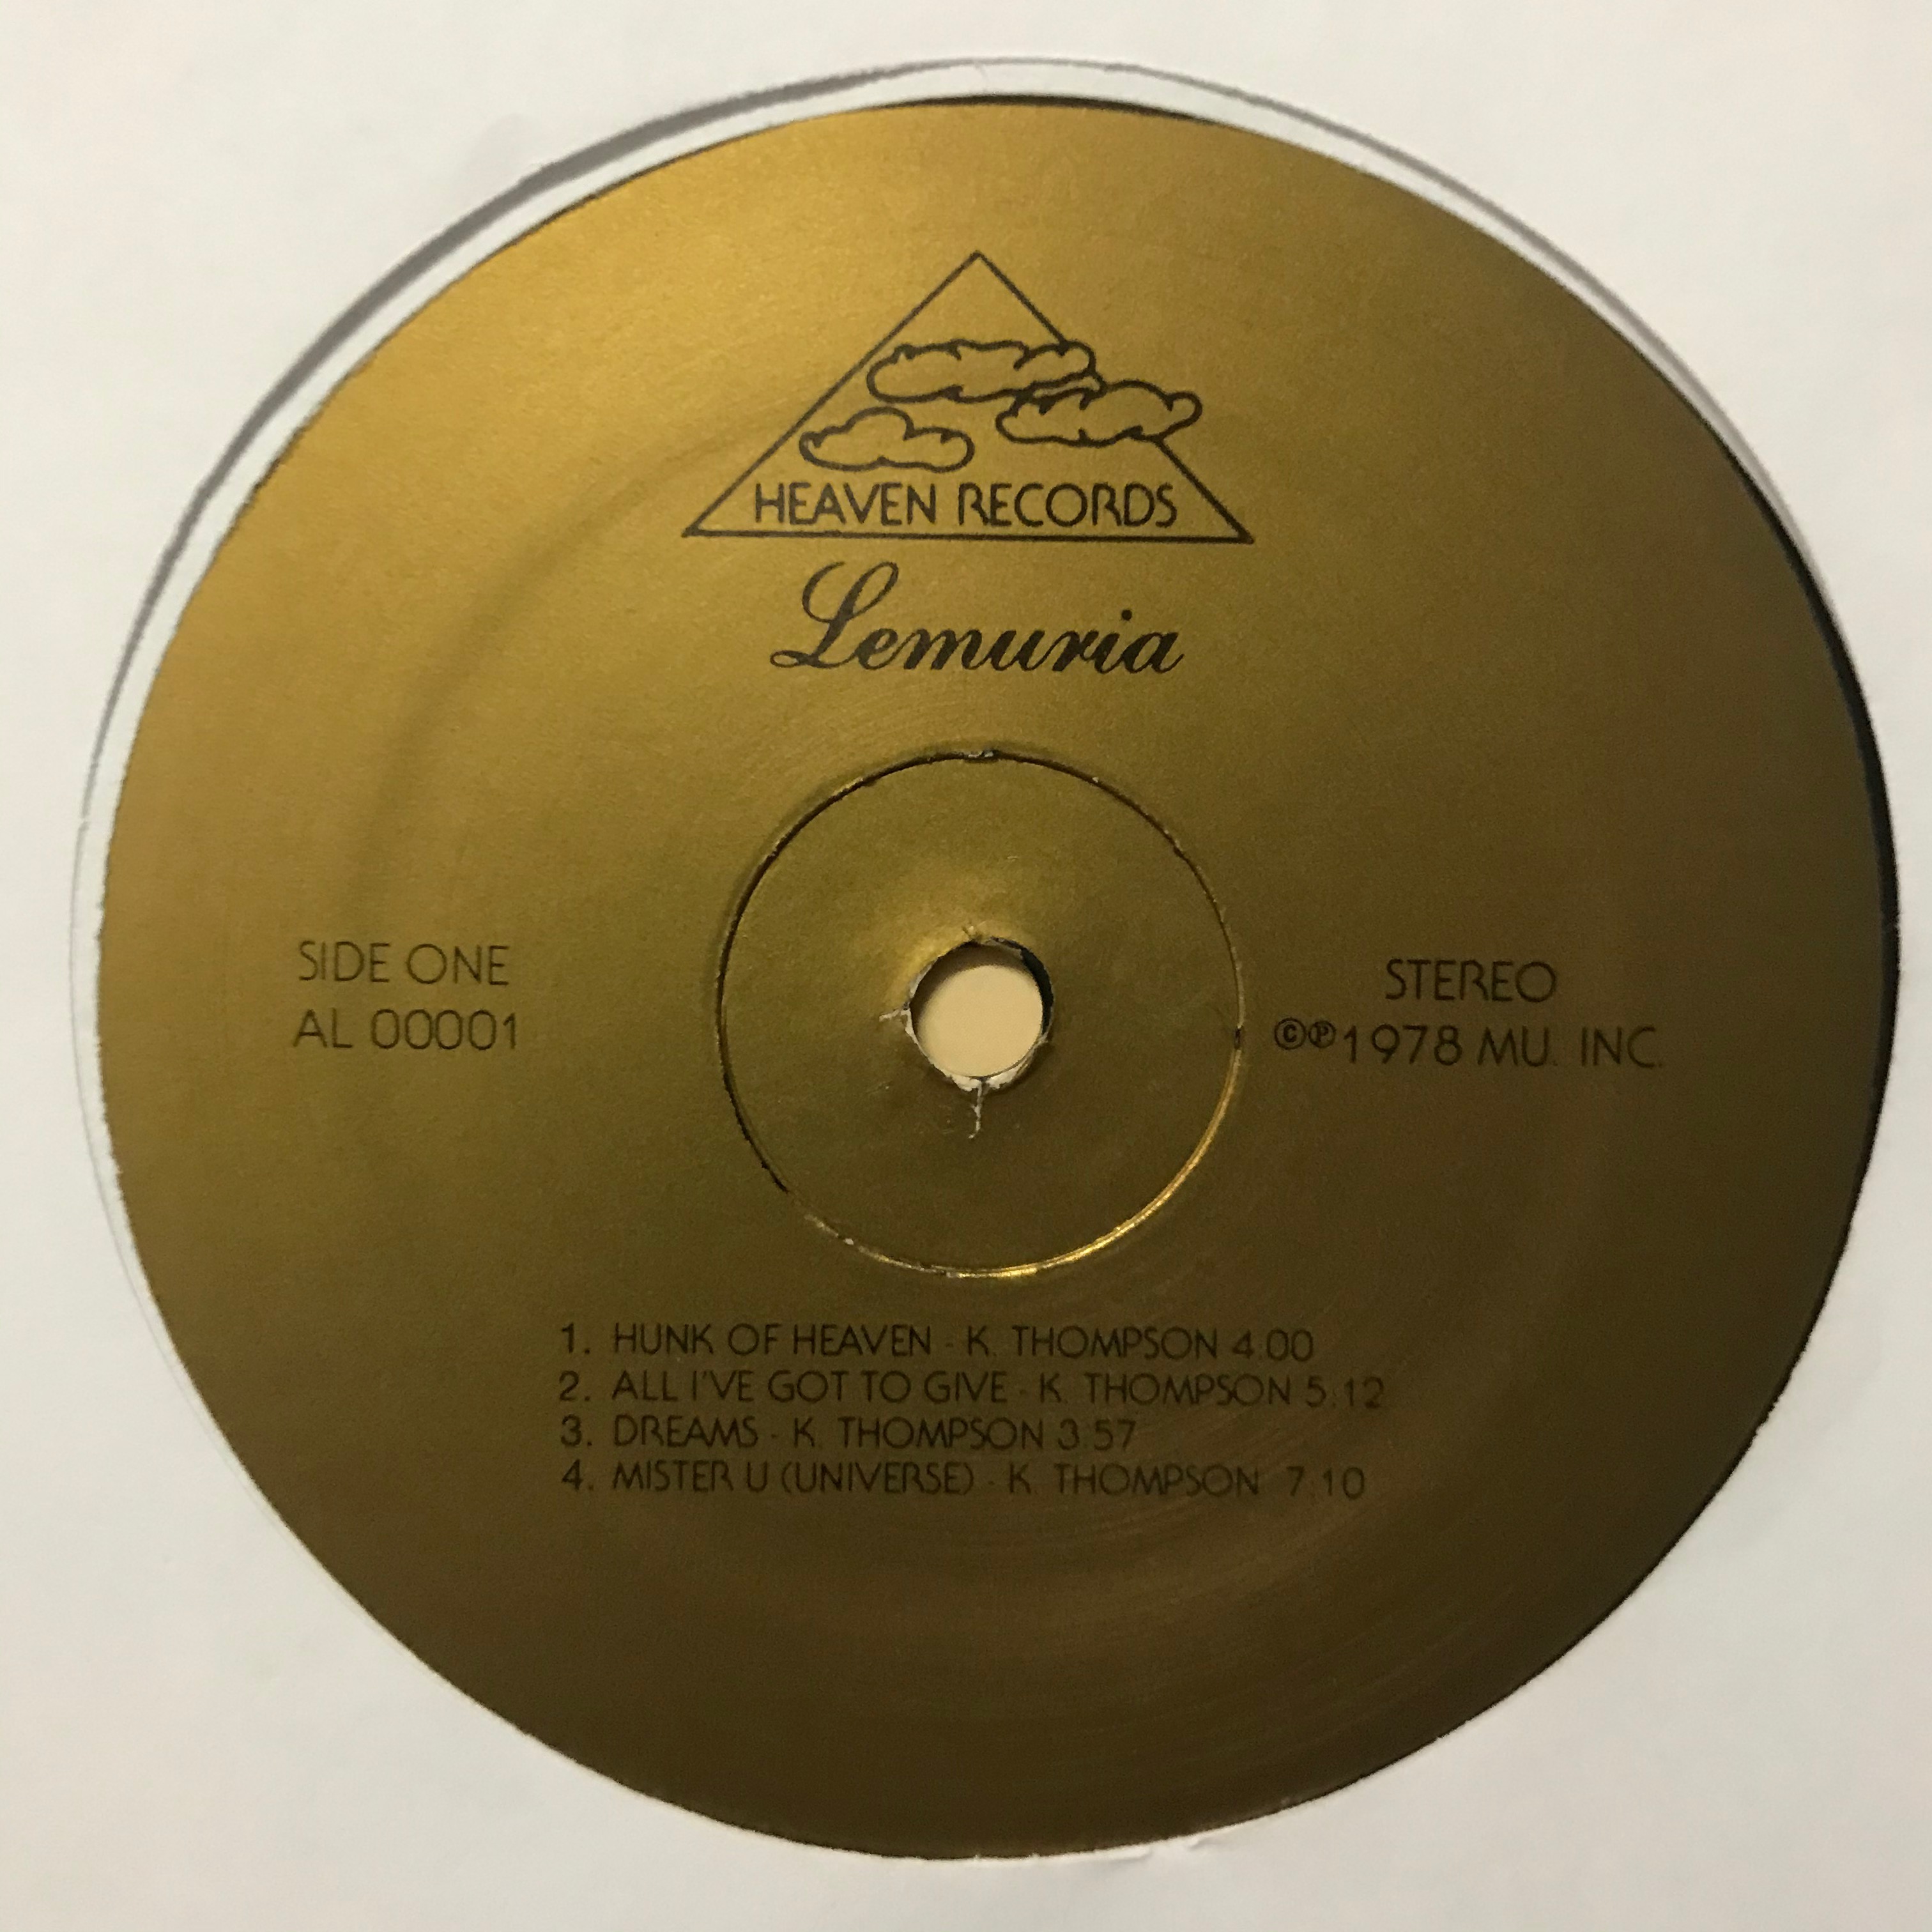 HEAVEN RECORDS
Lemuria
SIDE ONE
AL 00001
STEREO
©℗1978 MU. INC.
1. HUNK OF HEAVEN - K. THOMPSON 4:00
2. ALL I'VE GOT TO GIVE - K. THOMPSON 5:12
3. DREAMS - K. THOMPSON 3:57
4. MISTER U (UNIVERSE) - K. THOMPSON 7:10